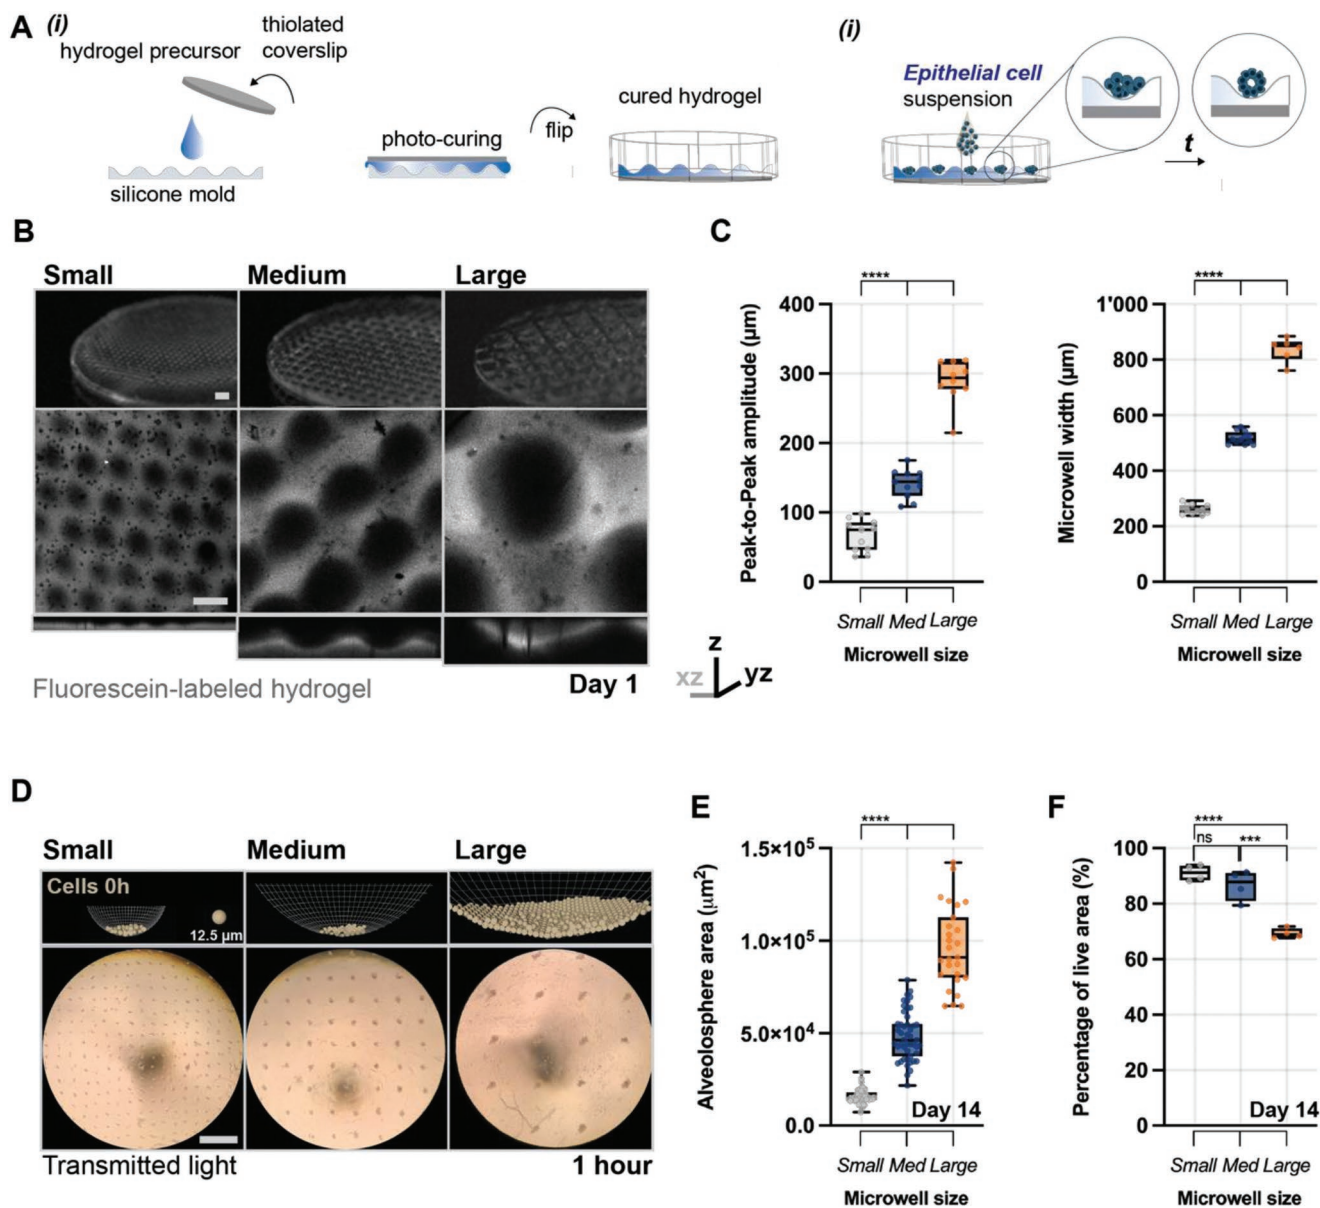 A (i)
hydrogel precursor
thiolated
coverslip
silicone mold
photo-curing
flip
cured hydrogel
(i)
Epithelial cell
suspension
t
B
Small Medium Large
Fluorescein-labeled hydrogel
Day 1
z
xz
yz
C
****
Peak-to-Peak amplitude (µm)
400
300
200
100
0
Small Med Large
Microwell size
****
Microwell width (µm)
1'000
800
600
400
200
0
Small Med Large
Microwell size
D
Small Medium Large
Cells 0h
12.5 µm
Transmitted light
1 hour
E
****
Alveolosphere area (µm²)
1.5×10⁵
1.0×10⁵
5.0×10⁴
0.0
Day 14
Small Med Large
Microwell size
F
****
ns
***
Percentage of live area (%)
100
80
60
40
20
0
Day 14
Small Med Large
Microwell size